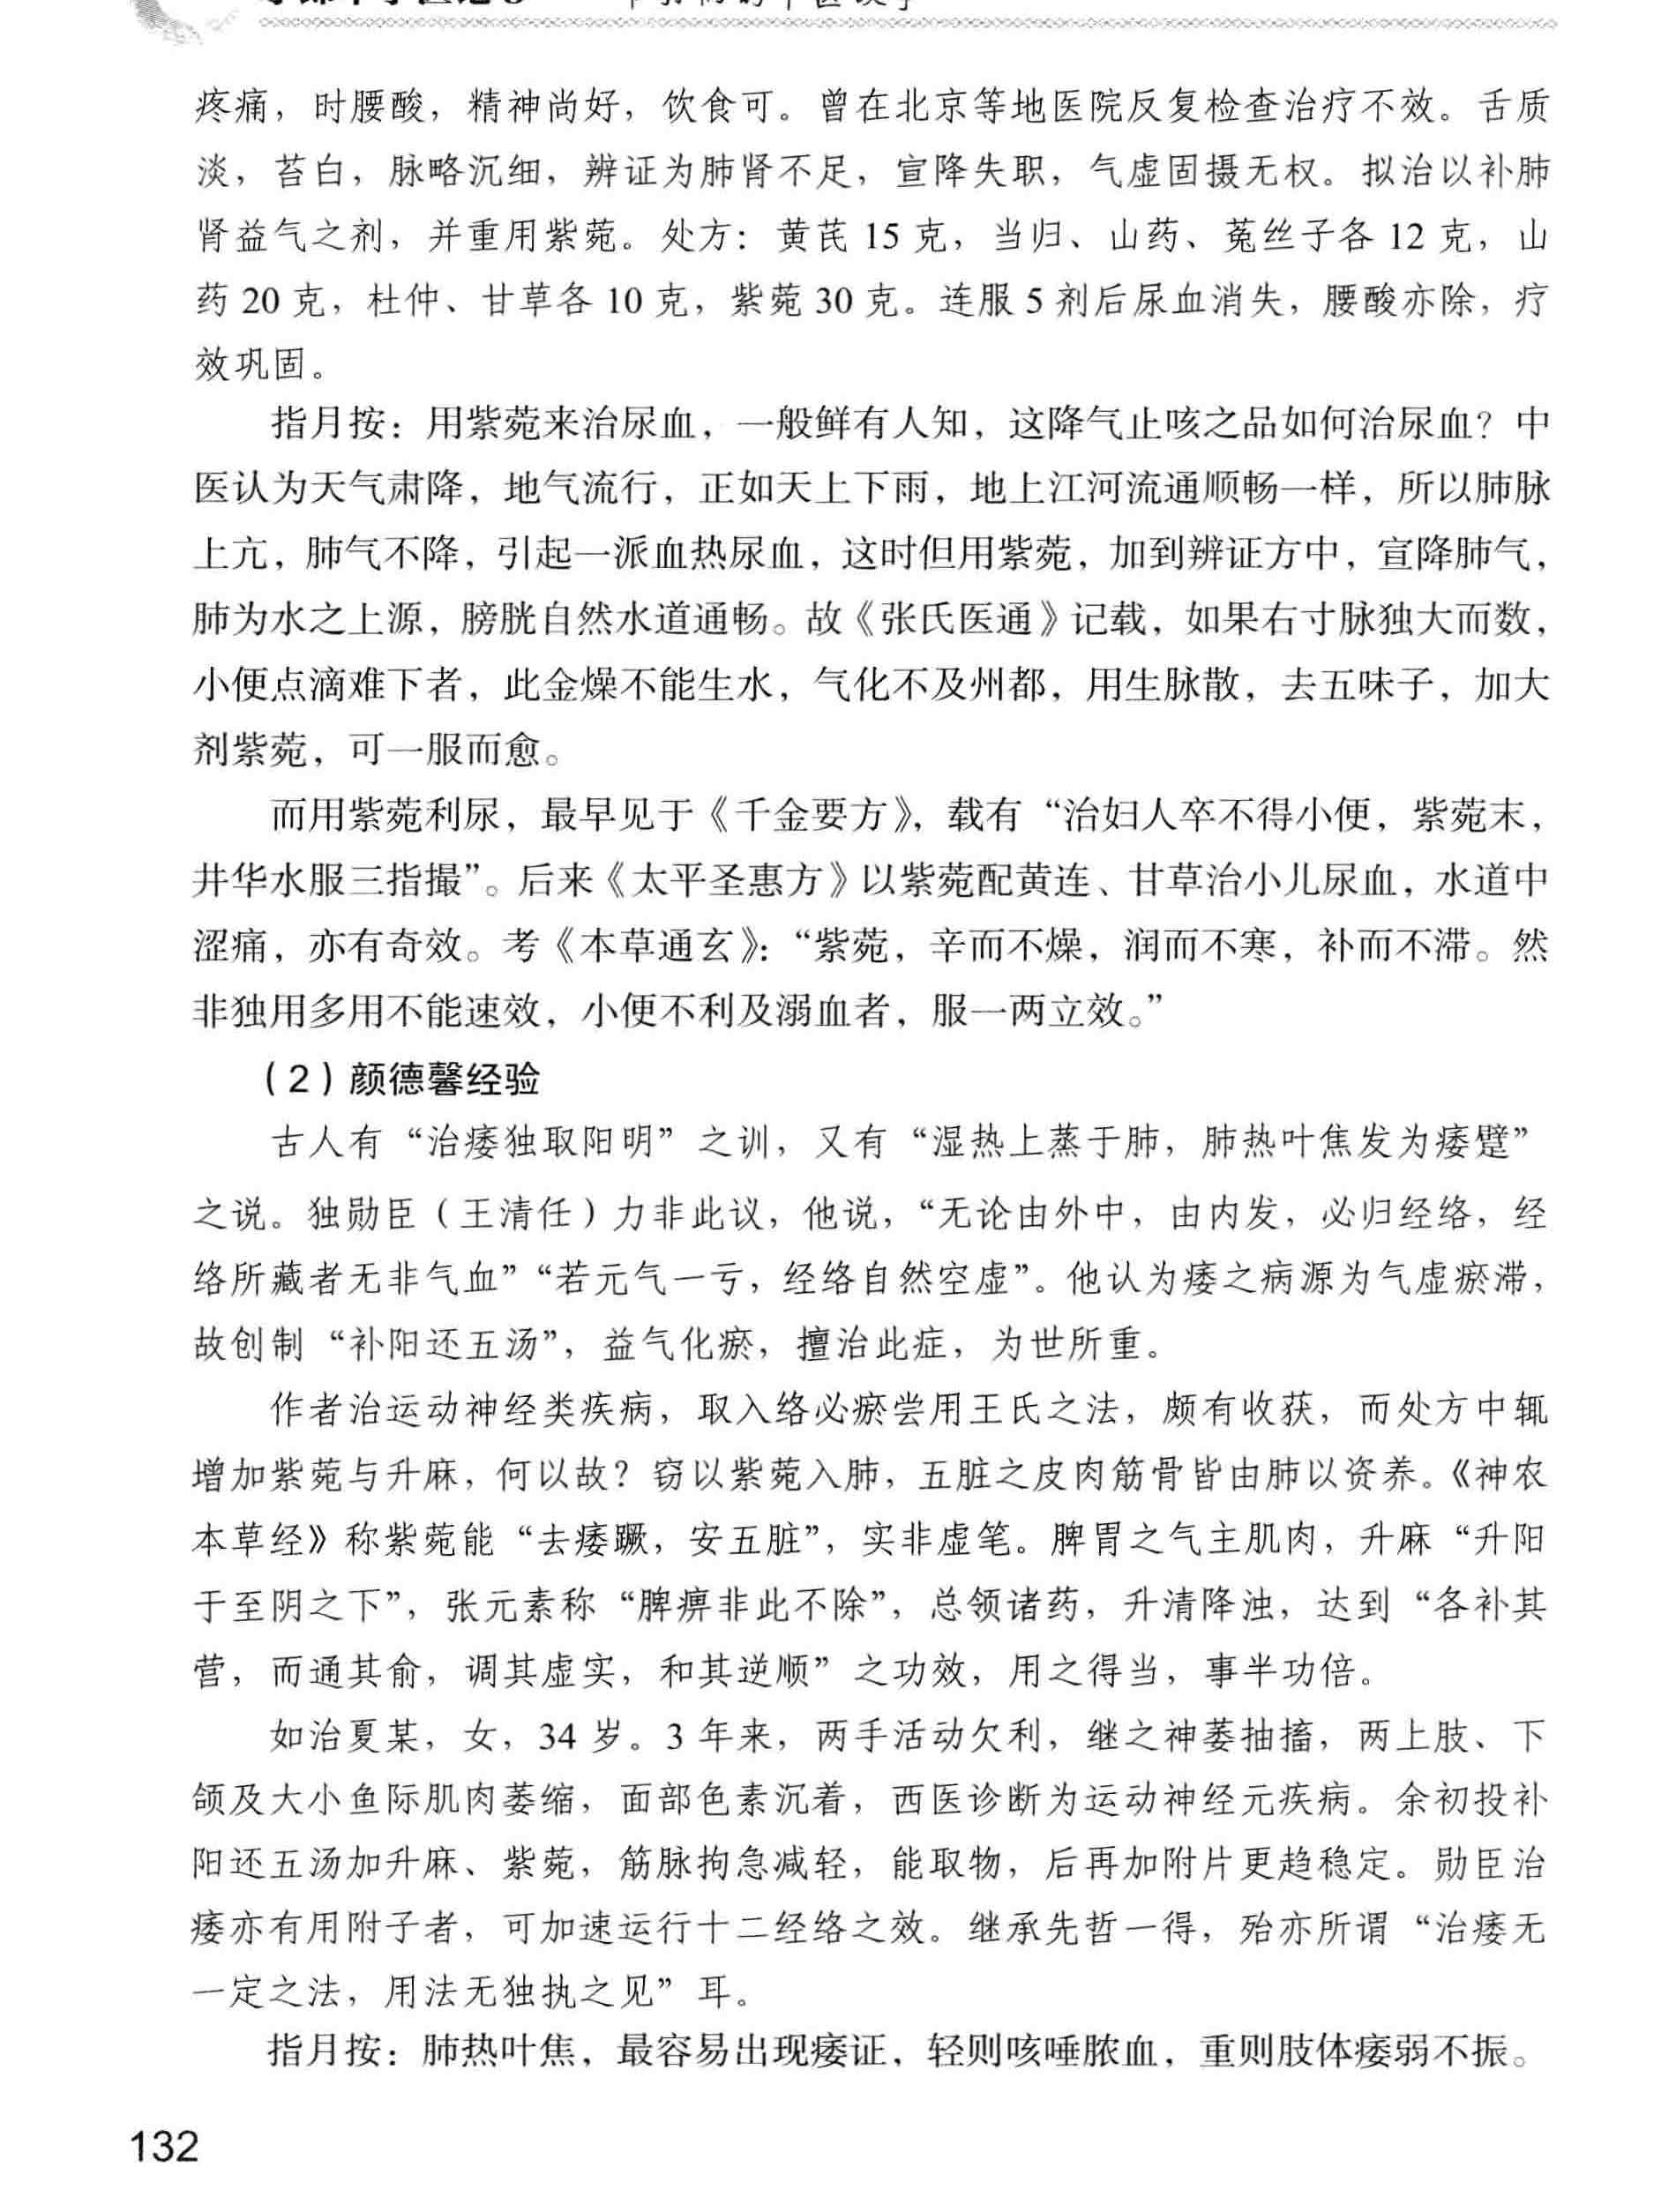 疼痛，时腰酸，精神尚好，饮食可。曾在北京等地医院反复检查治疗不效。舌质
淡，苔白，脉略沉细，辨证为肺肾不足，宣降失职，气虚固摄无权。拟治以补肺
肾益气之剂，并重用紫菀。处方：黄芪 15 克，当归、山药、菟丝子各 12 克，山
药 20 克，杜仲、甘草各 10 克，紫菀 30 克。连服 5 剂后尿血消失，腰酸亦除，疗
效巩固。
指月按：用紫菀来治尿血，一般鲜有人知，这降气止咳之品如何治尿血？中
医认为天气肃降，地气流行，正如天上下雨，地上江河流通顺畅一样，所以肺脉
上亢，肺气不降，引起一派血热尿血，这时但用紫菀，加到辨证方中，宣降肺气，
肺为水之上源，膀胱自然水道通畅。故《张氏医通》记载，如果右寸脉独大而数，
小便点滴难下者，此金燥不能生水，气化不及州都，用生脉散，去五味子，加大
剂紫菀，可一服而愈。
而用紫菀利尿，最早见于《千金要方》，载有“治妇人卒不得小便，紫菀末，
井华水服三指撮”。后来《太平圣惠方》以紫菀配黄连、甘草治小儿尿血，水道中
涩痛，亦有奇效。考《本草通玄》：“紫菀，辛而不燥，润而不寒，补而不滞。然
非独用多用不能速效，小便不利及溺血者，服一两立效。”
（2）颜德馨经验
古人有“治痿独取阳明”之训，又有“湿热上蒸于肺，肺热叶焦发为痿躄”
之说。独勋臣（王清任）力非此议，他说，“无论由外中，由内发，必归经络，经
络所藏者无非气血”“若元气一亏，经络自然空虚”。他认为痿之病源为气虚瘀滞，
故创制“补阳还五汤”，益气化瘀，擅治此症，为世所重。
作者治运动神经类疾病，取入络必瘀尝用王氏之法，颇有收获，而处方中辄
增加紫菀与升麻，何以故？窃以紫菀入肺，五脏之皮肉筋骨皆由肺以资养。《神农
本草经》称紫菀能“去痿蹶，安五脏”，实非虚笔。脾胃之气主肌肉，升麻“升阳
于至阴之下”，张元素称“脾痹非此不除”，总领诸药，升清降浊，达到“各补其
营，而通其俞，调其虚实，和其逆顺”之功效，用之得当，事半功倍。
如治夏某，女，34 岁。3 年来，两手活动欠利，继之神萎抽搐，两上肢、下
颌及大小鱼际肌肉萎缩，面部色素沉着，西医诊断为运动神经元疾病。余初投补
阳还五汤加升麻、紫菀，筋脉拘急减轻，能取物，后再加附片更趋稳定。勋臣治
痿亦有用附子者，可加速运行十二经络之效。继承先哲一得，殆亦所谓“治痿无
一定之法，用法无独执之见”耳。
指月按：肺热叶焦，最容易出现痿证，轻则咳唾脓血，重则肢体痿弱不振。
132